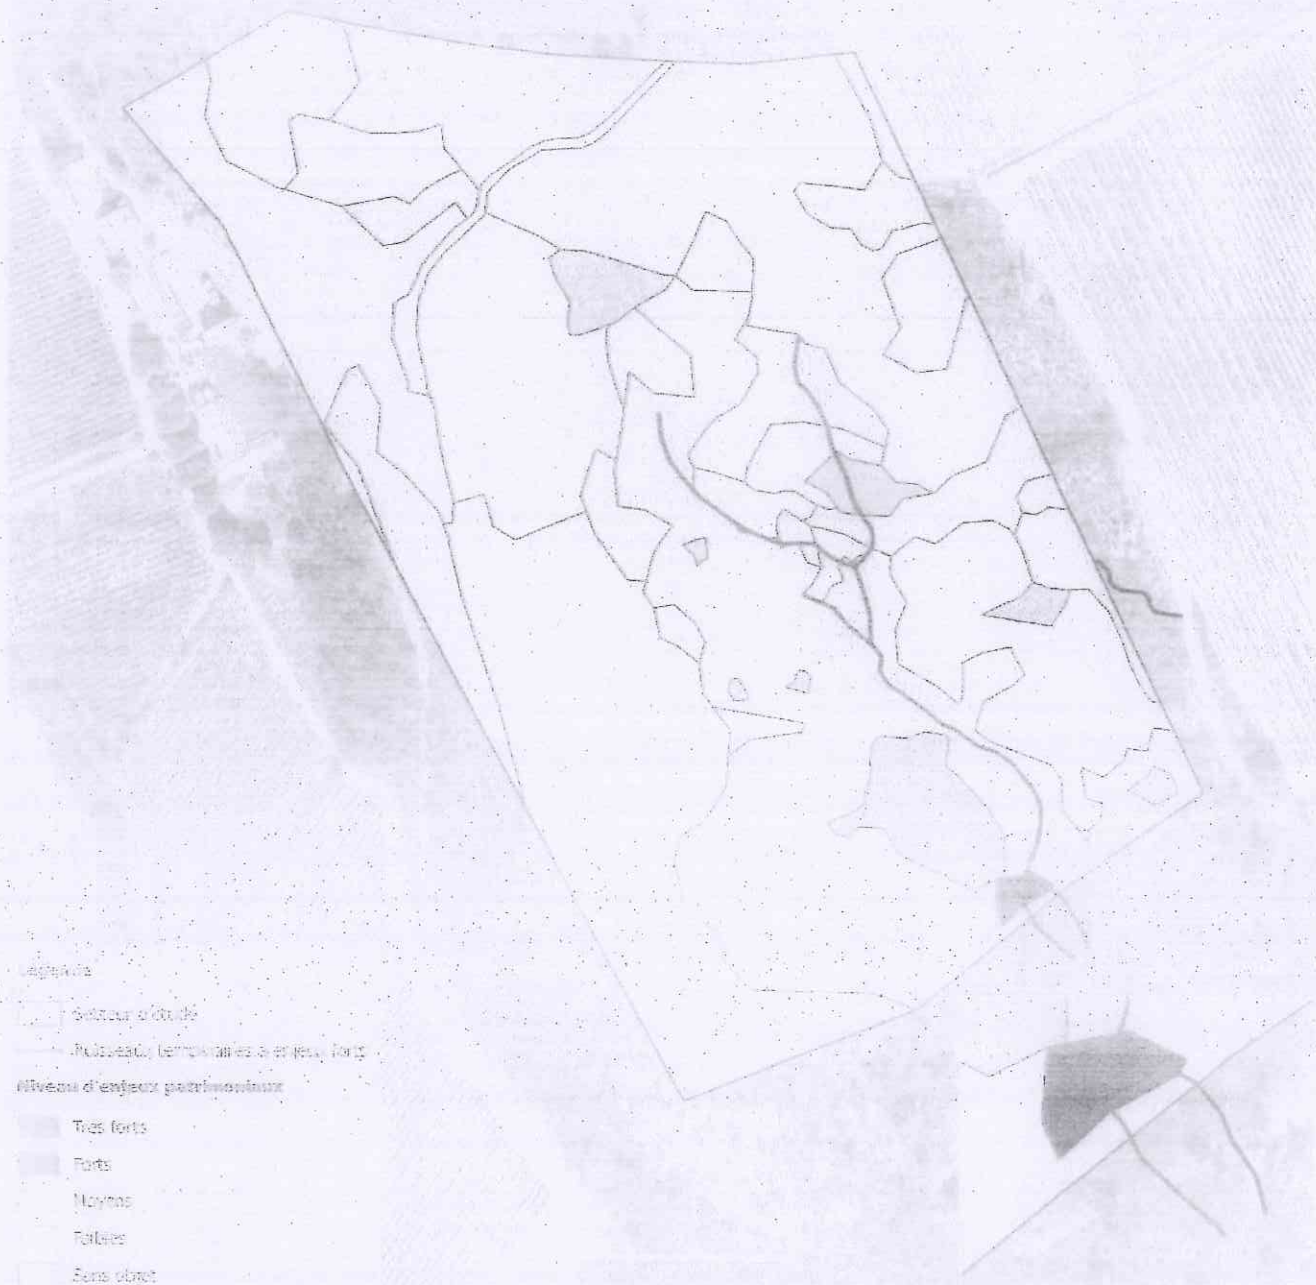 Légende
Secteur d'étude
Ruisseaux temporaires à enjeux forts
Niveau d'enjeux patrimoniaux
Très forts
Forts
Moyens
Faibles
Sans objet